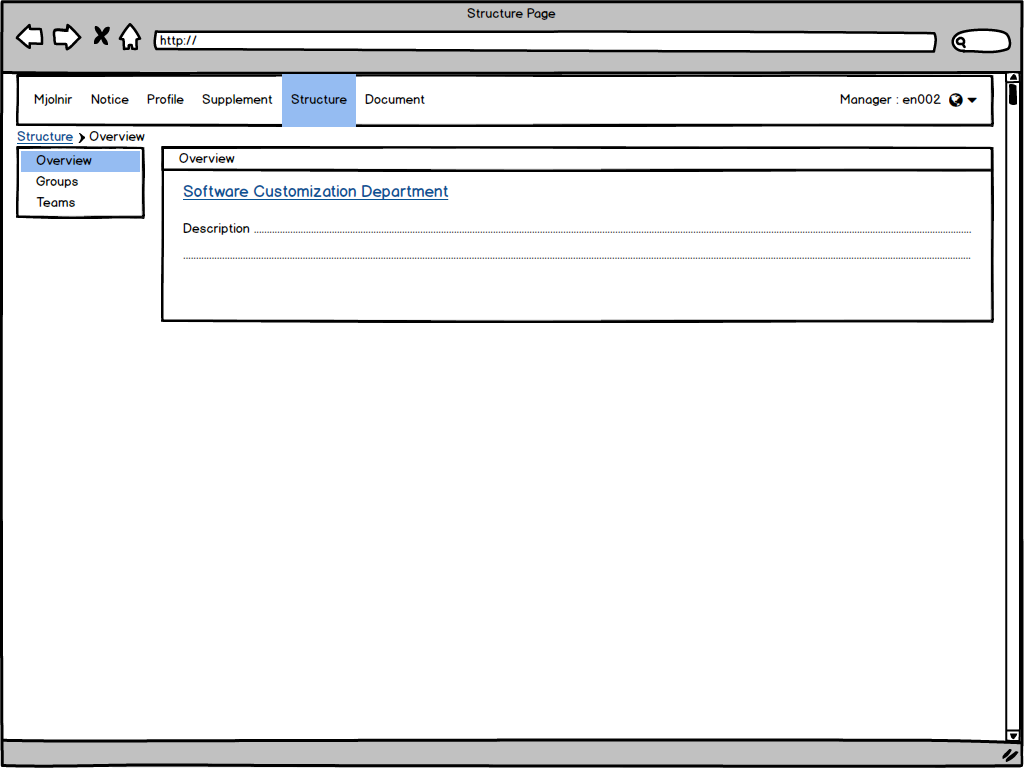 Structure Page
http://
Mjolnir Notice Profile Supplement Structure Document Manager : en002
Structure Overview
Overview
Groups
Teams
Overview
Software Customization Department
Description